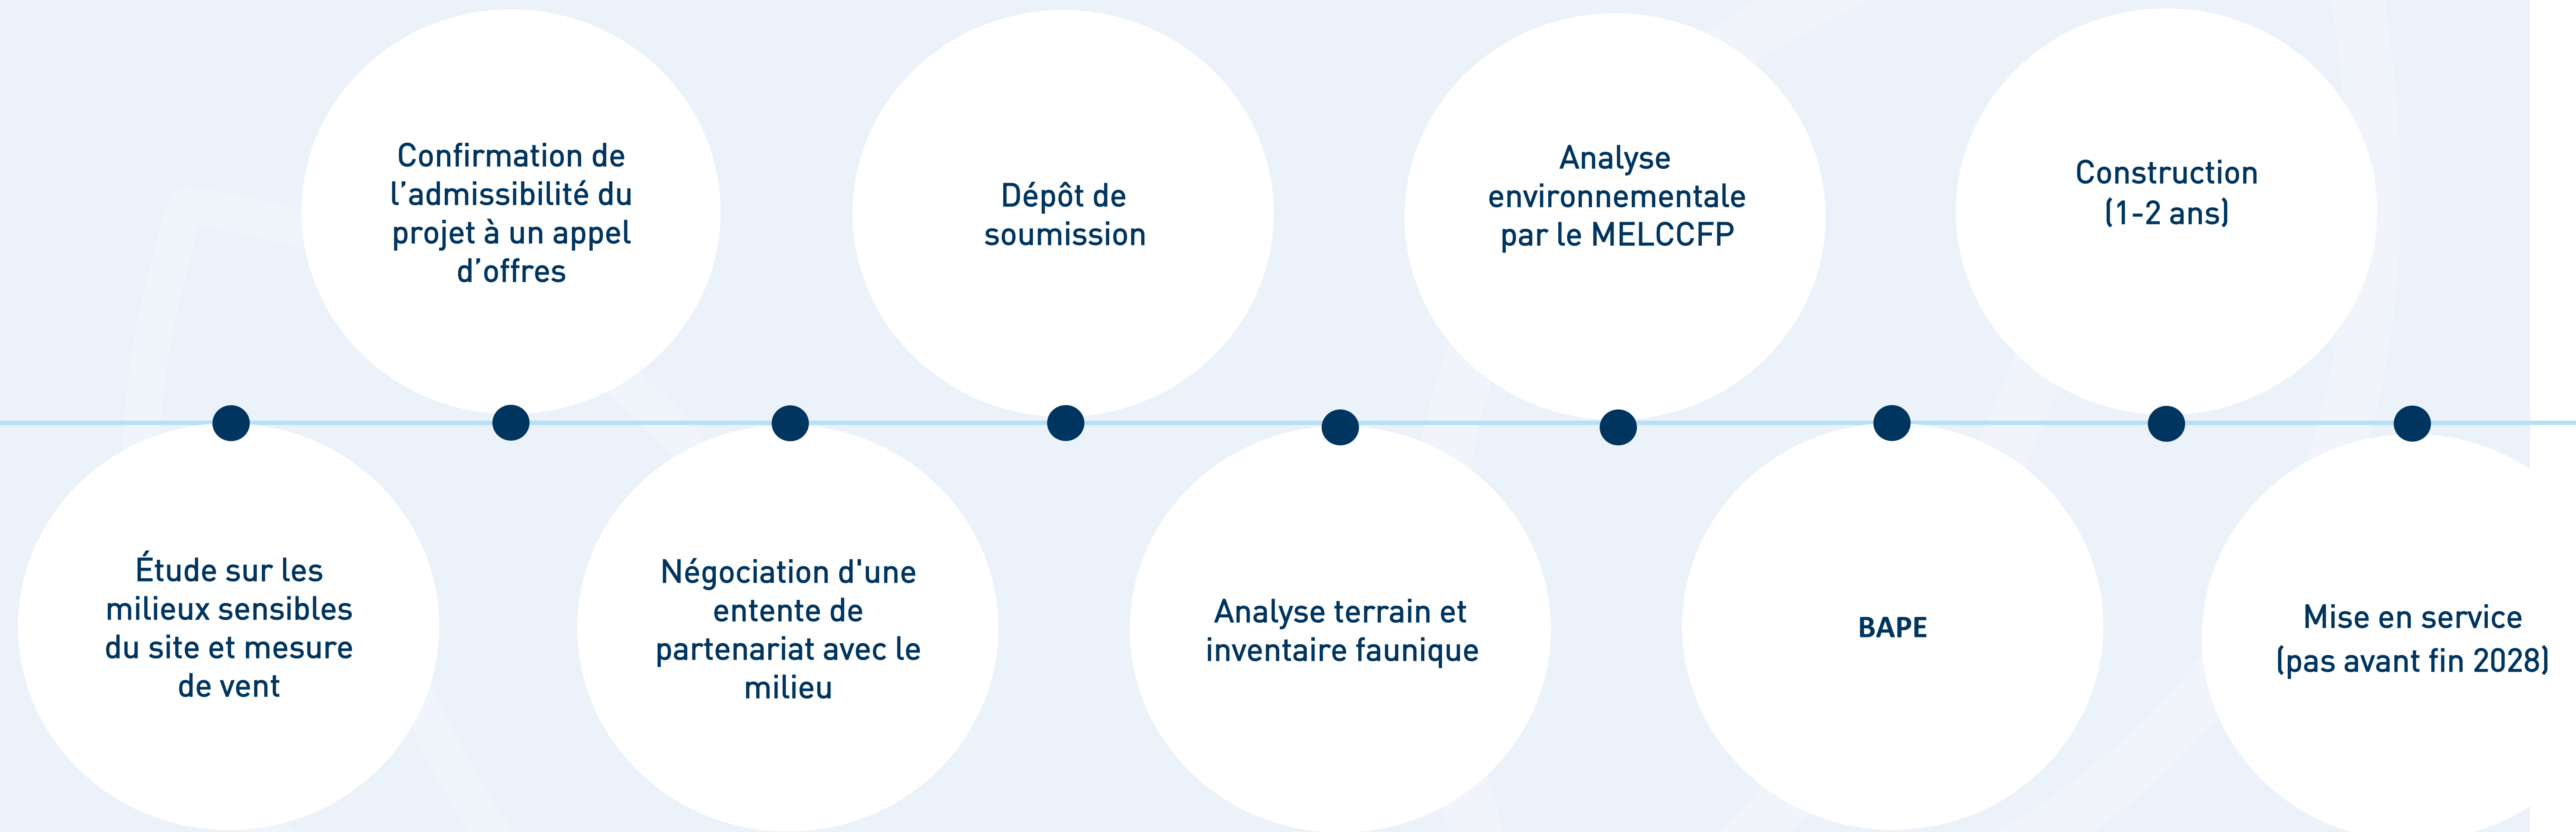 Étude sur les
milieux sensibles
du site et mesure
de vent
Confirmation de
l’admissibilité du
projet à un appel
d’offres
Négociation d'une
entente de
partenariat avec le
milieu
Dépôt de
soumission
Analyse terrain et
inventaire faunique
Analyse
environnementale
par le MELCCFP
BAPE
Construction
(1-2 ans)
Mise en service
(pas avant fin 2028)